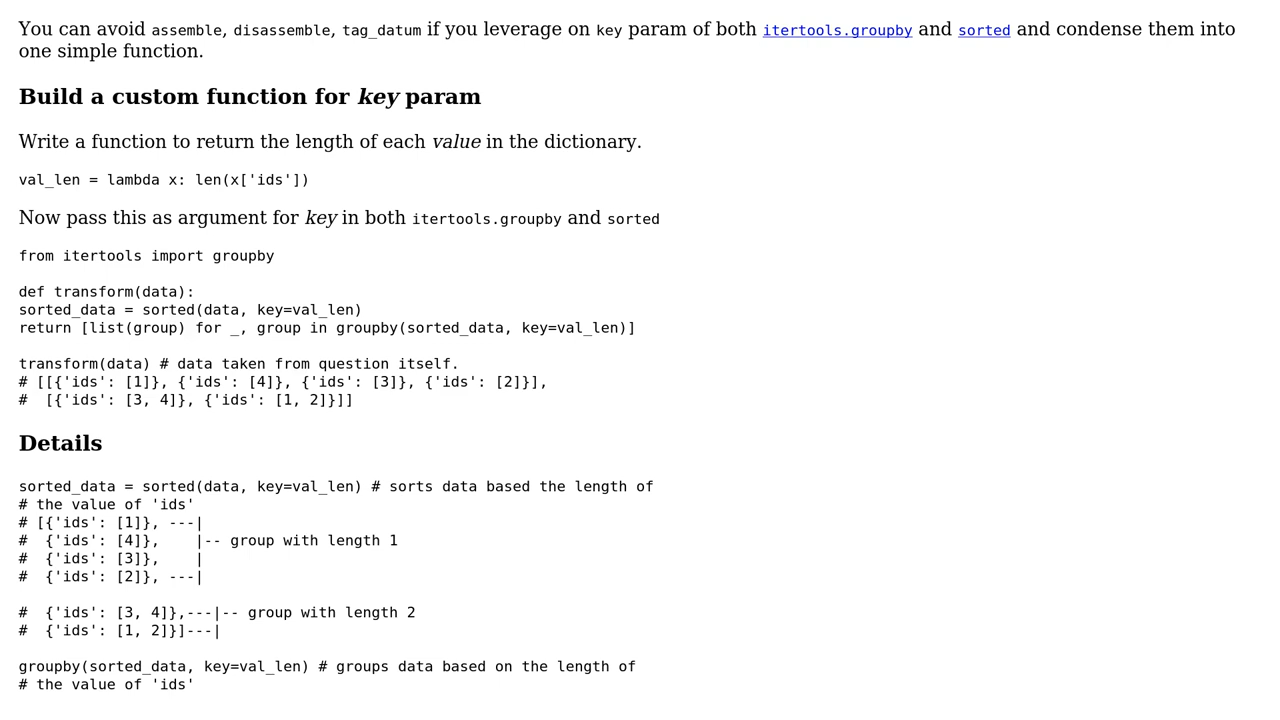 You can avoid assemble, disassemble, tag_datum if you leverage on key param of both itertools.groupby and sorted and condense them into
one simple function.
Build a custom function for key param
Write a function to return the length of each value in the dictionary.
val_len = lambda x: len(x['ids'])
Now pass this as argument for key in both itertools.groupby and sorted
from itertools import groupby
def transform(data):
sorted_data = sorted(data, key=val_len)
return [list(group) for _, group in groupby(sorted_data, key=val_len)]
transform(data) # data taken from question itself.
# [[{'ids': [1]}, {'ids': [4]}, {'ids': [3]}, {'ids': [2]}],
#  [{'ids': [3, 4]}, {'ids': [1, 2]}]]
Details
sorted_data = sorted(data, key=val_len) # sorts data based the length of
# the value of 'ids'
# [{'ids': [1]}, ---|
#  {'ids': [4]},    |-- group with length 1
#  {'ids': [3]},    |
#  {'ids': [2]}, ---|
#  {'ids': [3, 4]},---|-- group with length 2
#  {'ids': [1, 2]}]---|
groupby(sorted_data, key=val_len) # groups data based on the length of
# the value of 'ids'